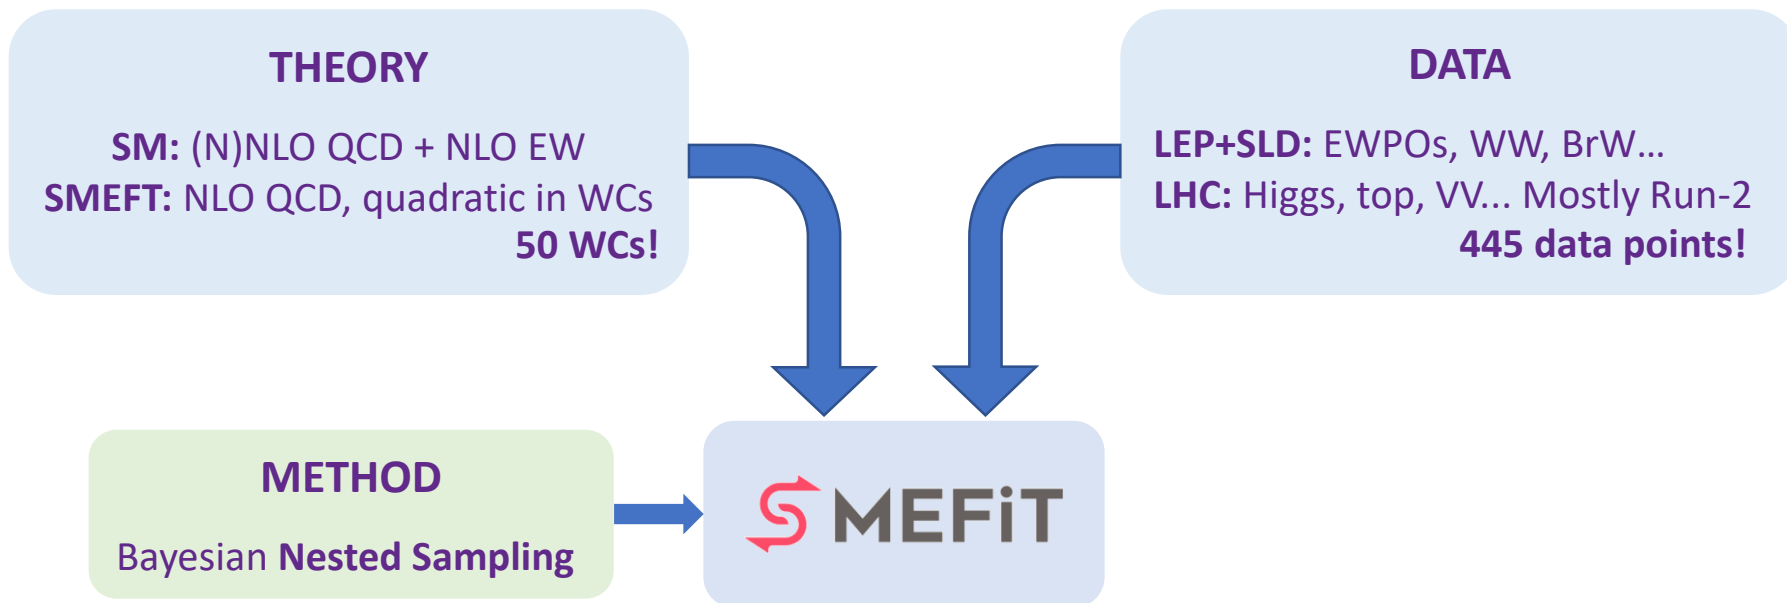 THEORY
SM: (N)NLO QCD + NLO EW
SMEFT: NLO QCD, quadratic in WCs
50 WCs!
DATA
LEP+SLD: EWPOs, WW, BrW…
LHC: Higgs, top, VV... Mostly Run-2
445 data points!
METHOD
Bayesian Nested Sampling
SMEFiT